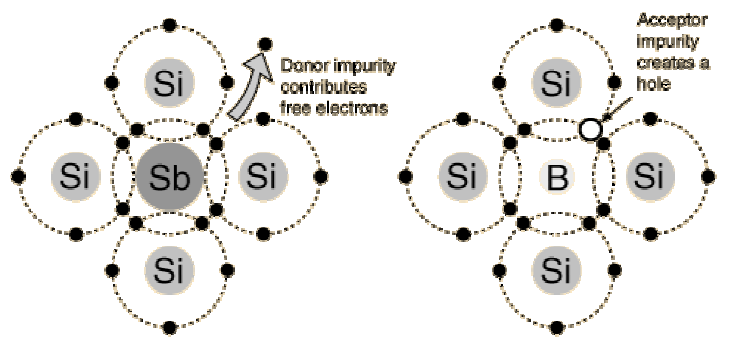 Si
Donor impurity
contributes
free electrons
Si
Sb
Si
Si
Acceptor
impurity
creates a
hole
Si
Si
B
Si
Si